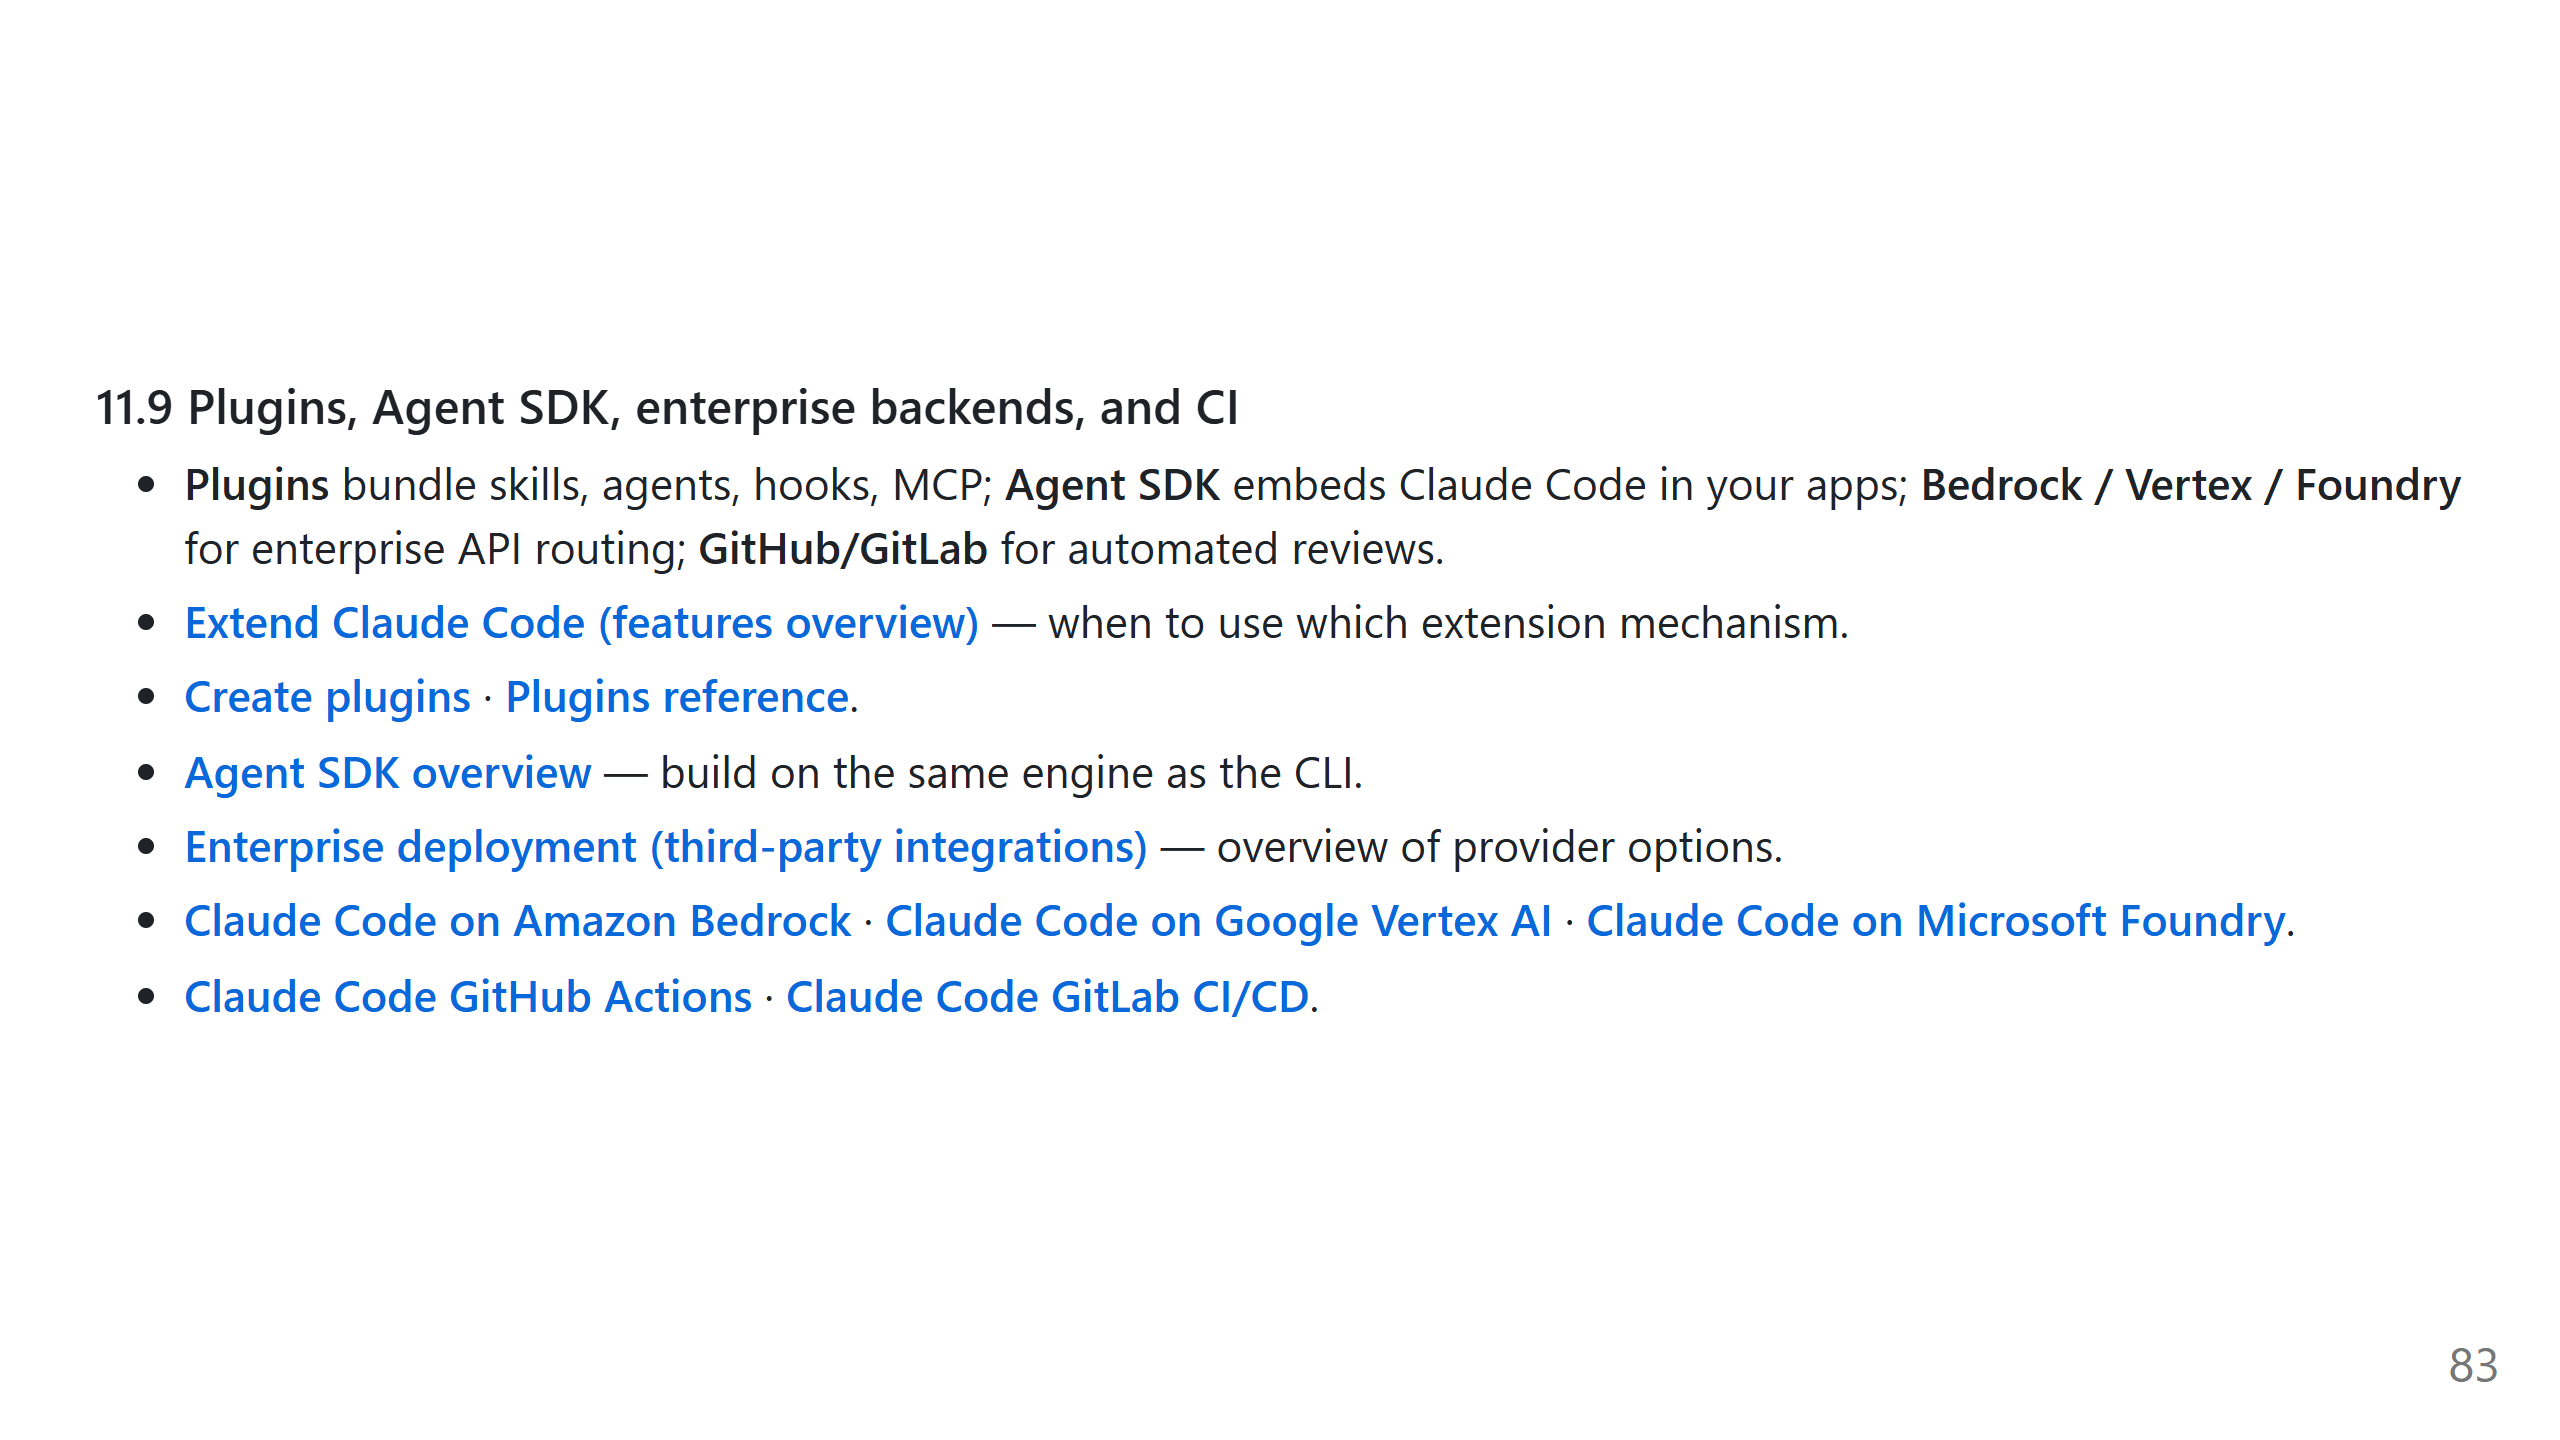 11.9 Plugins, Agent SDK, enterprise backends, and CI
• Plugins bundle skills, agents, hooks, MCP; Agent SDK embeds Claude Code in your apps; Bedrock / Vertex / Foundry
for enterprise API routing; GitHub/GitLab for automated reviews.
• Extend Claude Code (features overview) — when to use which extension mechanism.
• Create plugins · Plugins reference.
• Agent SDK overview — build on the same engine as the CLI.
• Enterprise deployment (third-party integrations) — overview of provider options.
• Claude Code on Amazon Bedrock · Claude Code on Google Vertex AI · Claude Code on Microsoft Foundry.
• Claude Code GitHub Actions · Claude Code GitLab CI/CD.
83